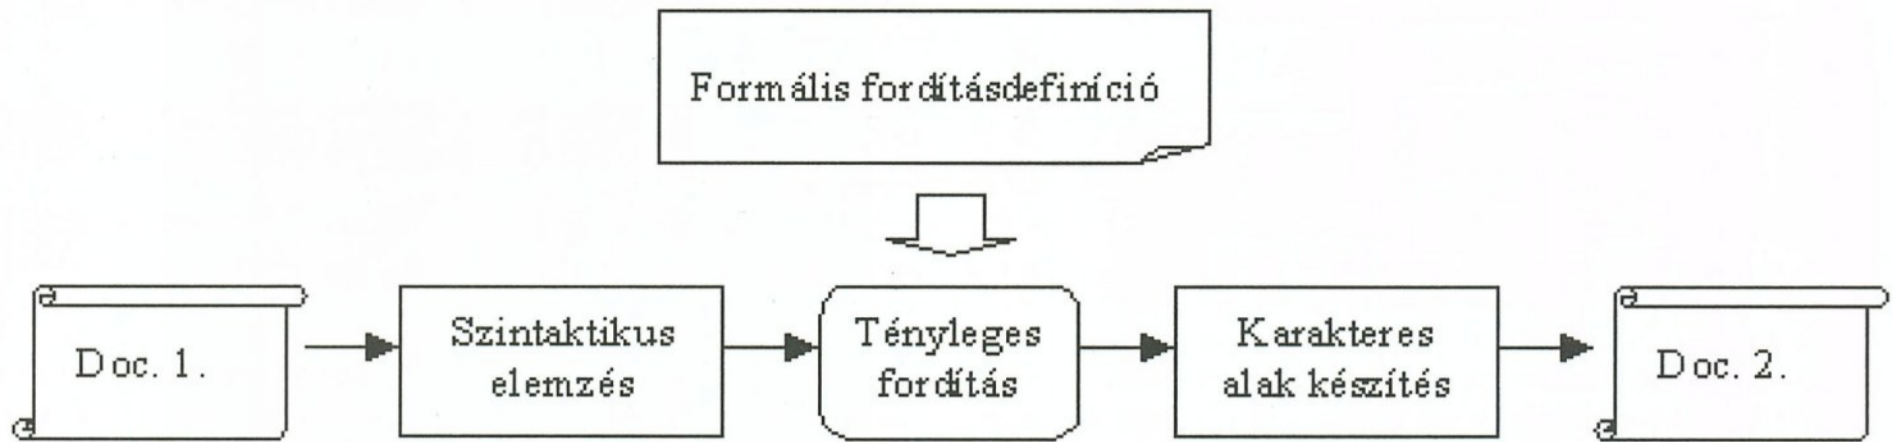 Formális fordításdefiníció
Doc. 1.
Szintaktikus
elemzés
Tényleges
fordítás
Karakteres
alak készítés
Doc. 2.